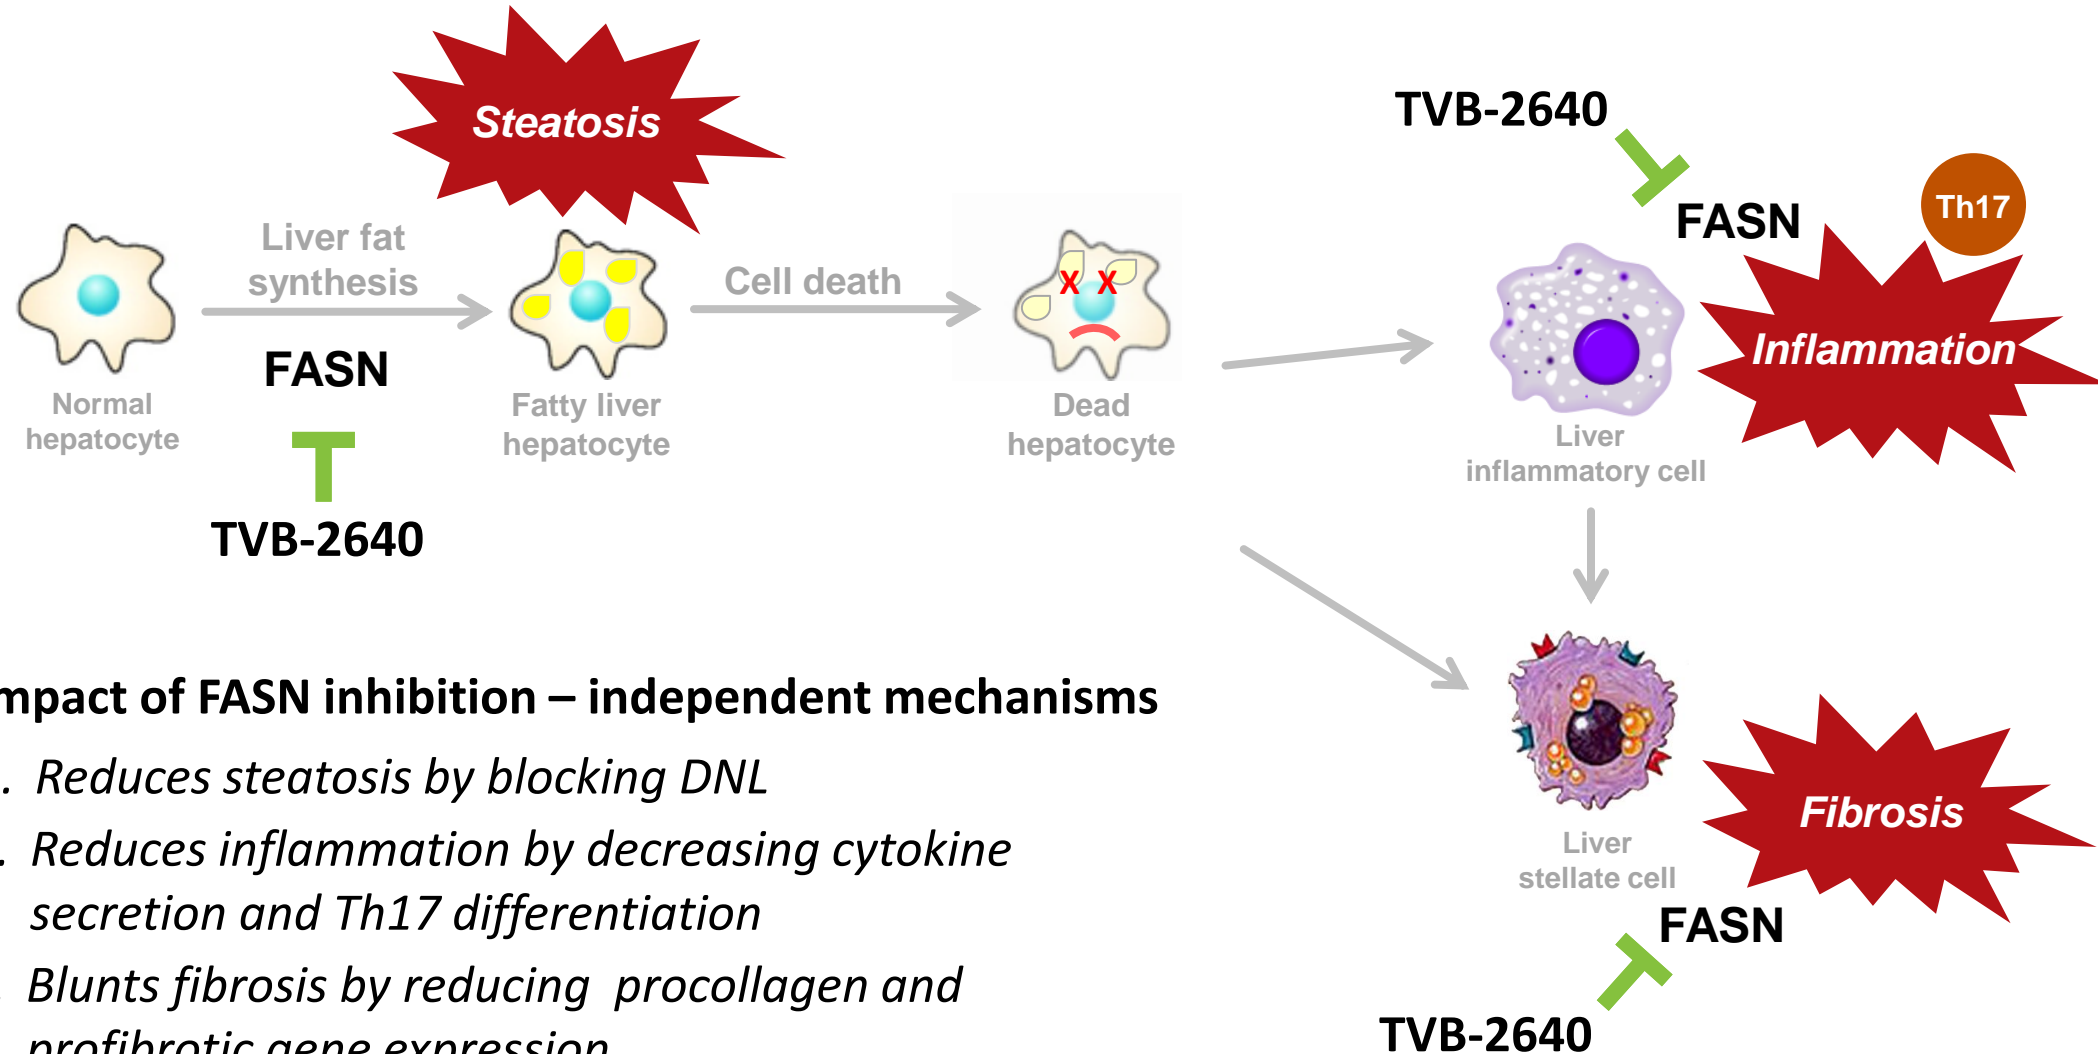 Steatosis
TVB-2640
Th17
FASN
Liver fat
synthesis
Cell death
X X
Inflammation
FASN
Normal
hepatocyte
Fatty liver
hepatocyte
Dead
hepatocyte
Liver
inflammatory cell
TVB-2640
mpact of FASN inhibition – independent mechanisms
. Reduces steatosis by blocking DNL
. Reduces inflammation by decreasing cytokine
secretion and Th17 differentiation
. Blunts fibrosis by reducing procollagen and
profibrotic gene expression
Fibrosis
Liver
stellate cell
FASN
TVB-2640